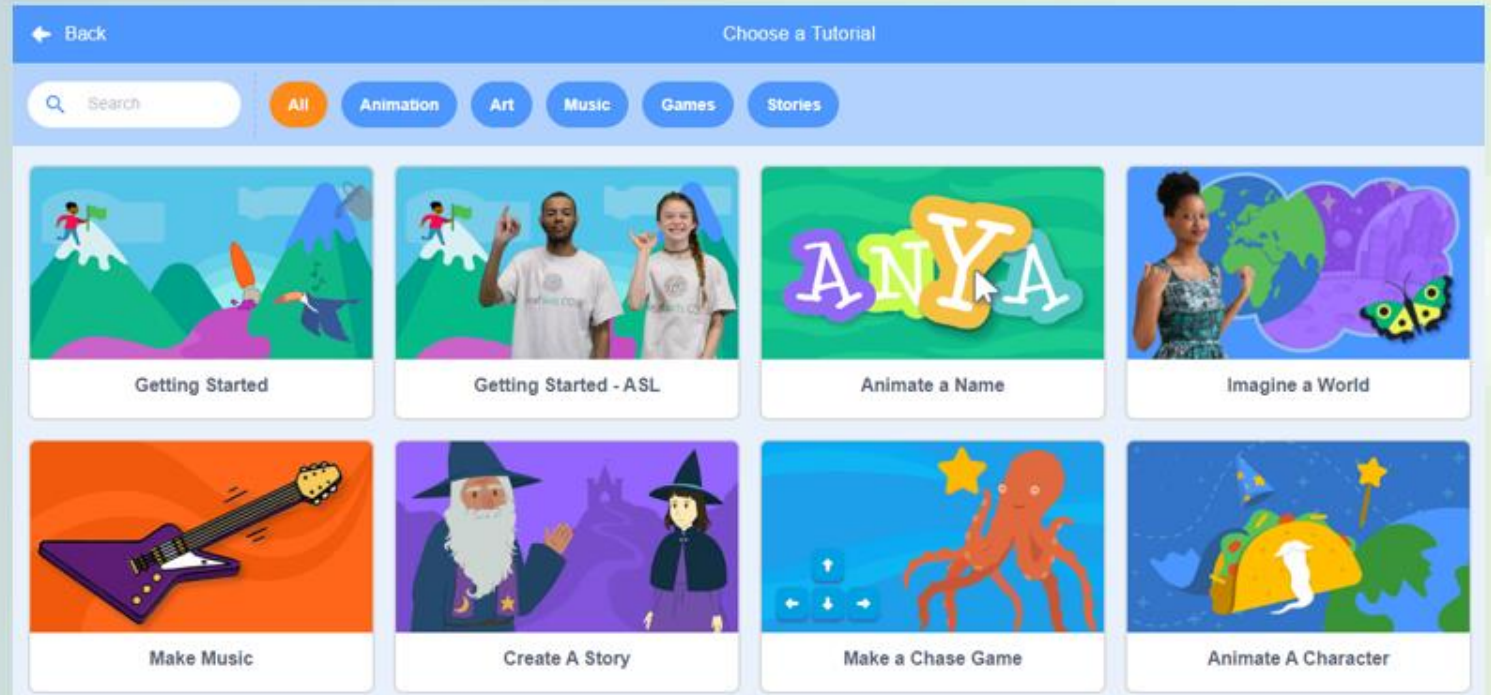 Back
Choose a Tutorial
Search
All
Animation
Art
Music
Games
Stories
ANYA
Getting Started
Getting Started - ASL
Animate a Name
Imagine a World
Make Music
Create A Story
Make a Chase Game
Animate A Character